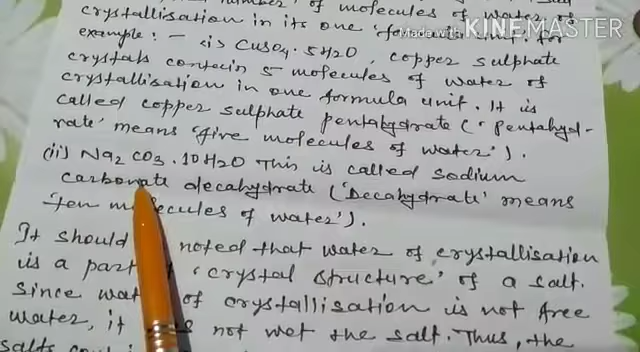 number of molecules of water of
crystallisation in its one formula unit. for
example: - (i) CuSO4. 5H2O, copper sulphate
crystals contain 5 molecules of water of
crystallisation in one formula unit. It is
called copper sulphate pentahydrate ('Pentahyd-
rate' means 'five molecules of water').
(ii) Na2 CO3. 10H2O This is called sodium
carbonate decahydrate ('Decahydrate' means
'ten molecules of water').
It should noted that water of crystallisation
is a part 'crystal structure' of a salt.
Since of crystallisation is not free
water, it not wet the salt. Thus, the
salts
Made with KINEMASTER